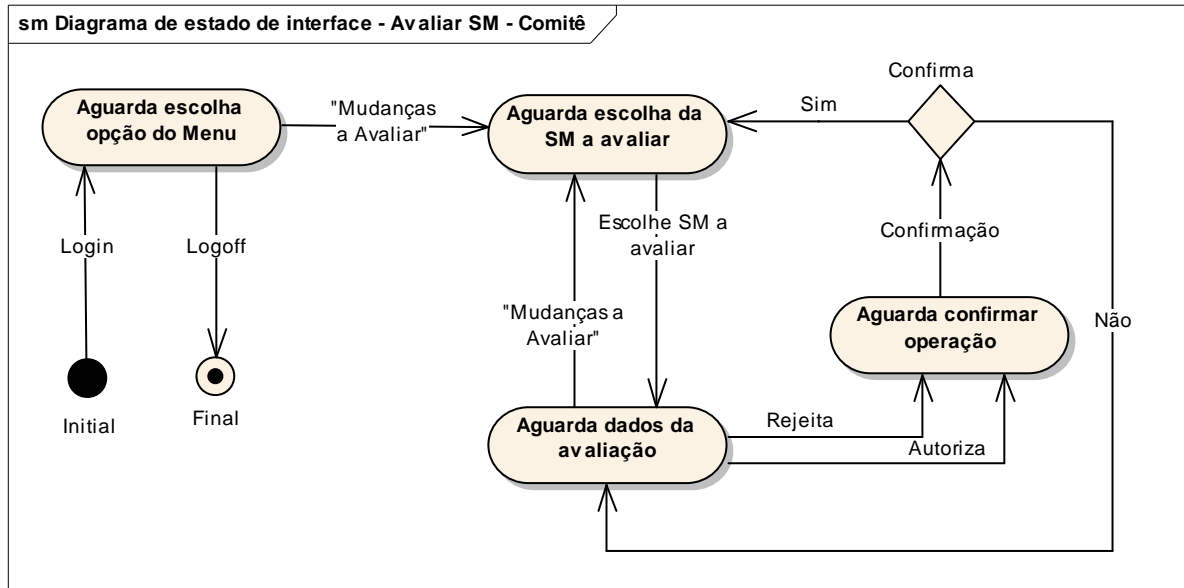 sm Diagrama de estado de interface - Avaliar SM - Comitê
Aguarda escolha
opção do Menu
"Mudanças
a Avaliar"
Aguarda escolha da
SM a avaliar
Sim
Confirma
Login
Logoff
Escolhe SM a
avaliar
Confirmação
"Mudanças a
Avaliar"
Aguarda confirmar
operação
Não
Initial
Final
Aguarda dados da
avaliação
Rejeita
Autoriza